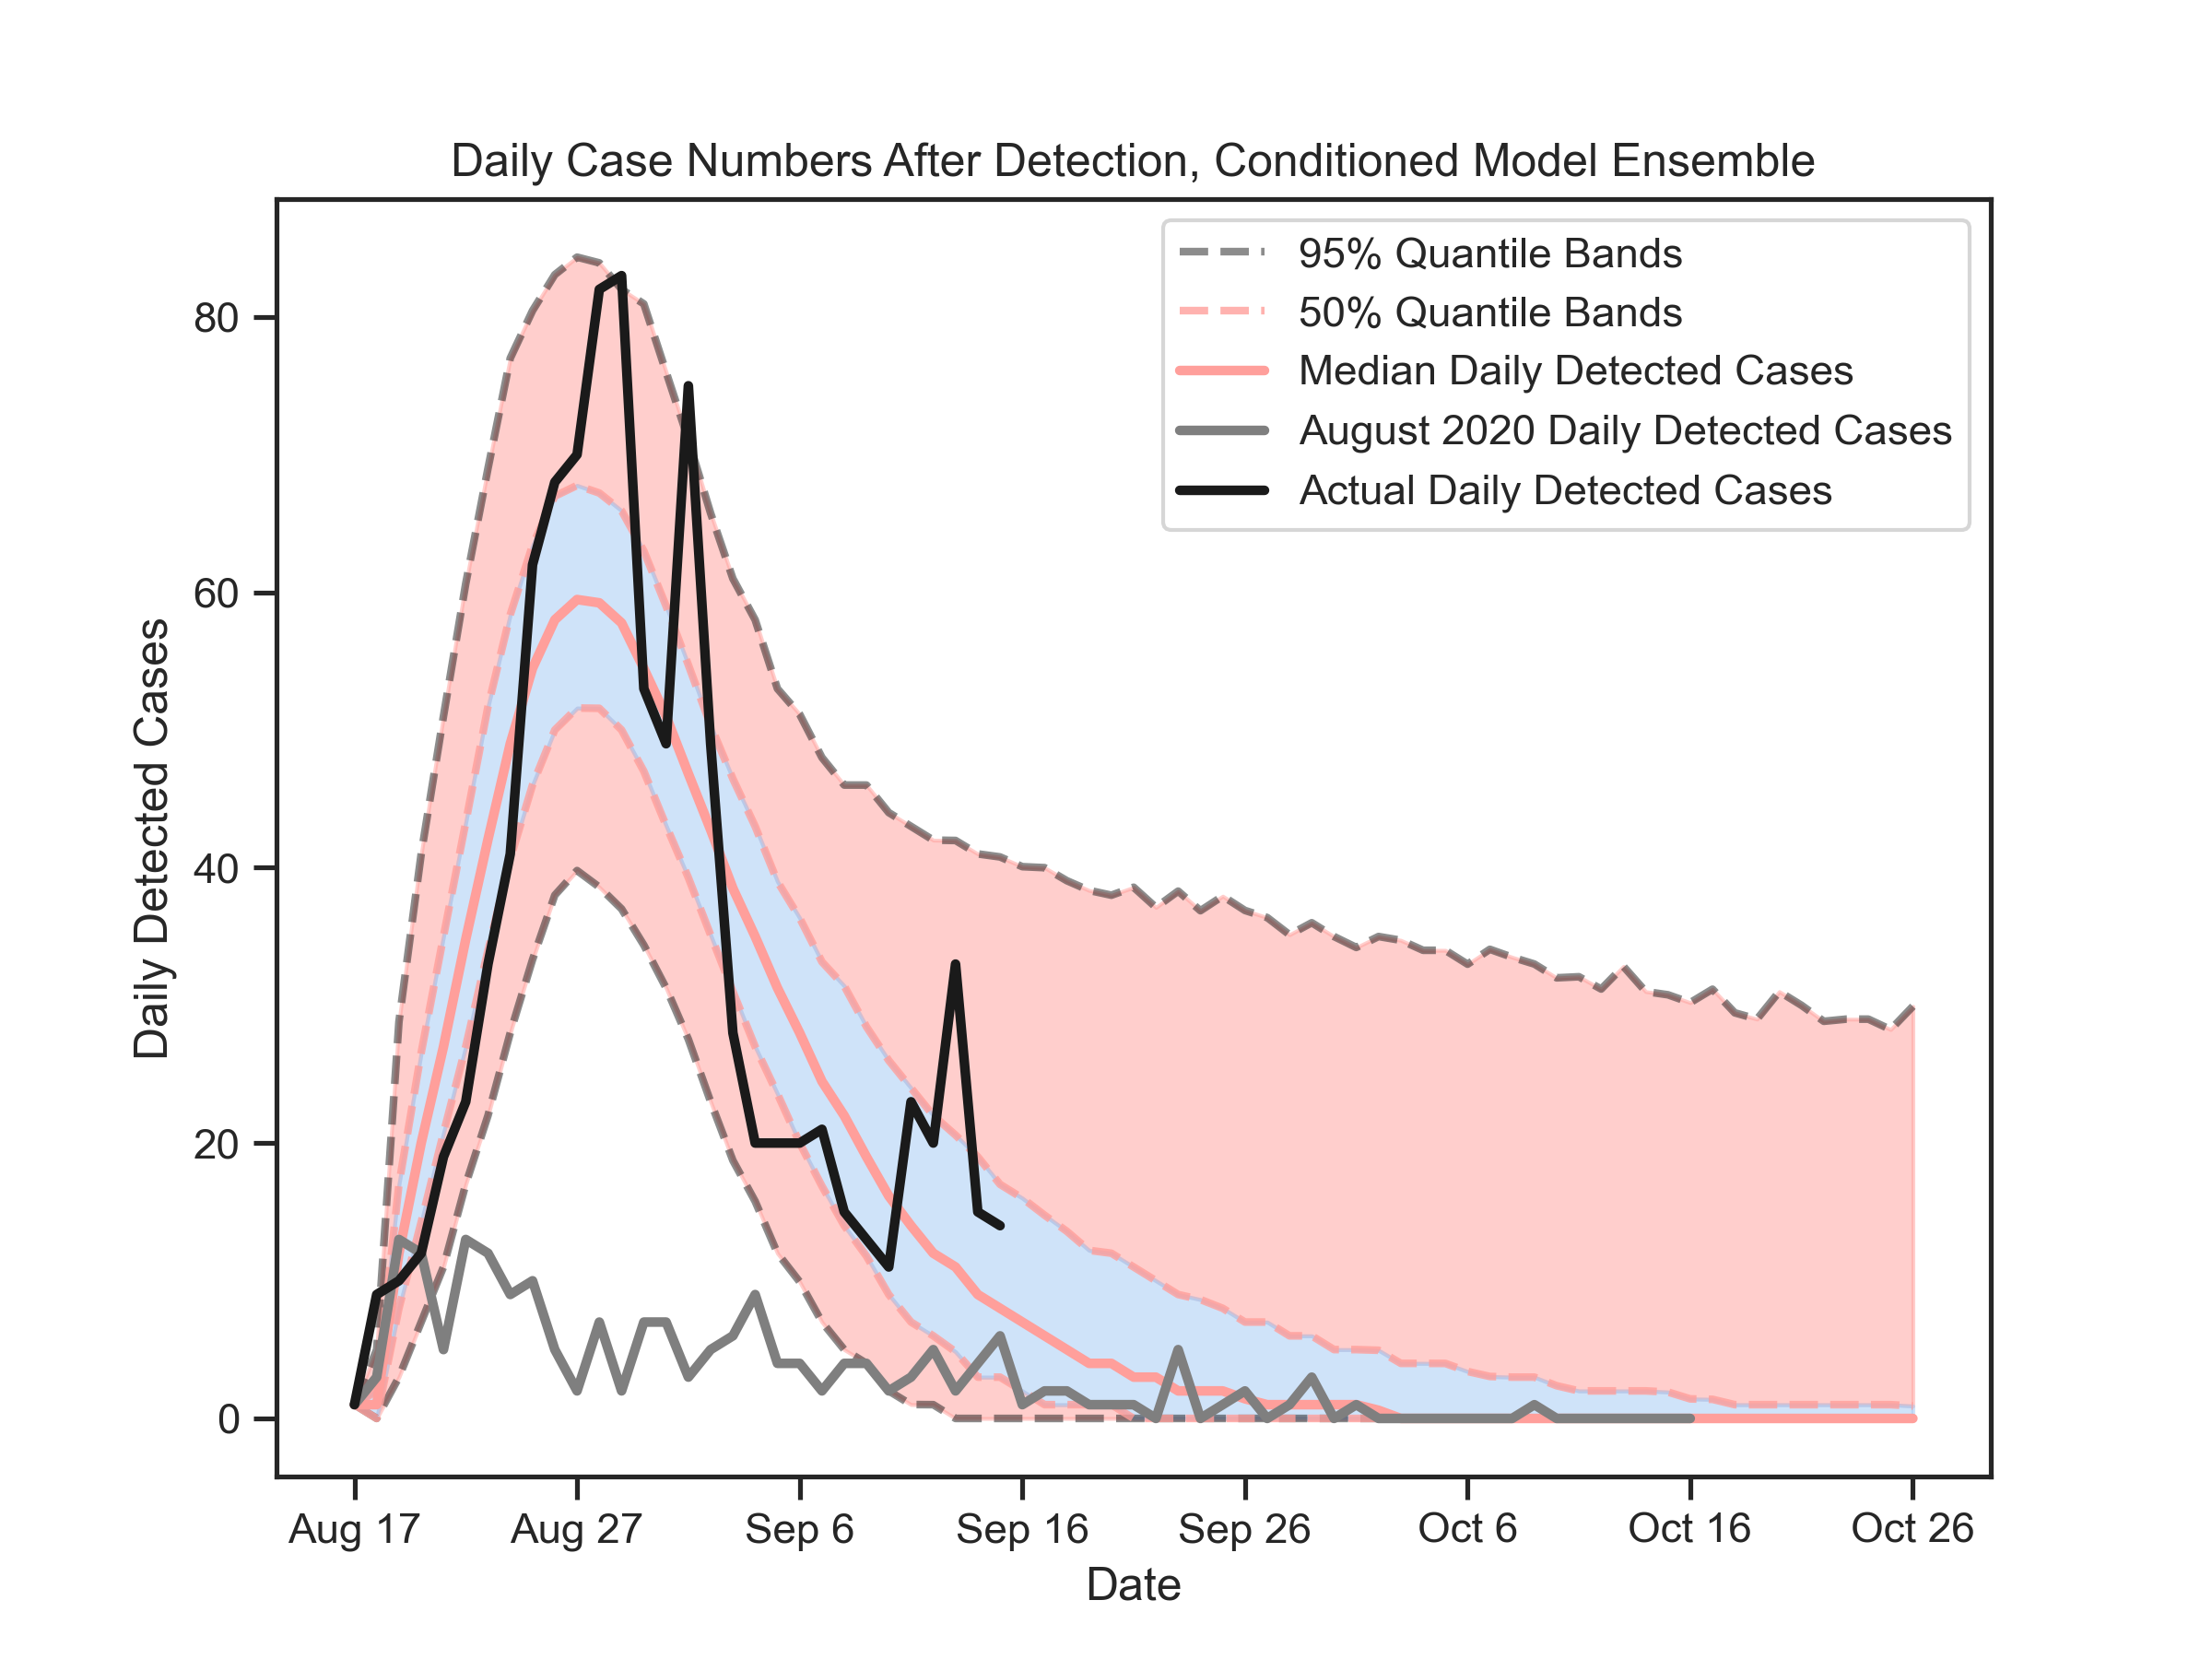 Daily Case Numbers After Detection, Conditioned Model Ensemble
95% Quantile Bands
50% Quantile Bands
Median Daily Detected Cases
August 2020 Daily Detected Cases
Actual Daily Detected Cases
Daily Detected Cases
80
60
40
20
0
Aug 17 Aug 27 Sep 6 Sep 16 Sep 26 Oct 6 Oct 16 Oct 26
Date